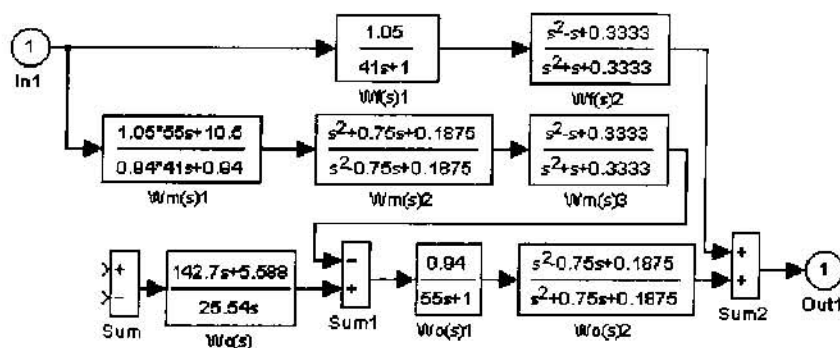 1
In1
1.05
41s+1
Wf(s)1
s²-s+0.3333
s²+s+0.3333
Wf(s)2
1.05*55s+10.5
0.94*41s+0.94
Wm(s)1
s²+0.75s+0.1875
s²-0.75s+0.1875
Wm(s)2
s²-s+0.3333
s²+s+0.3333
Wm(s)3
+
−
Sum
142.7s+5.588
25.54s
−
+
Sum1
0.94
55s+1
Wo(s)1
s²-0.75s+0.1875
s²+0.75s+0.1875
Wo(s)2
+
+
Sum2
1
Out1